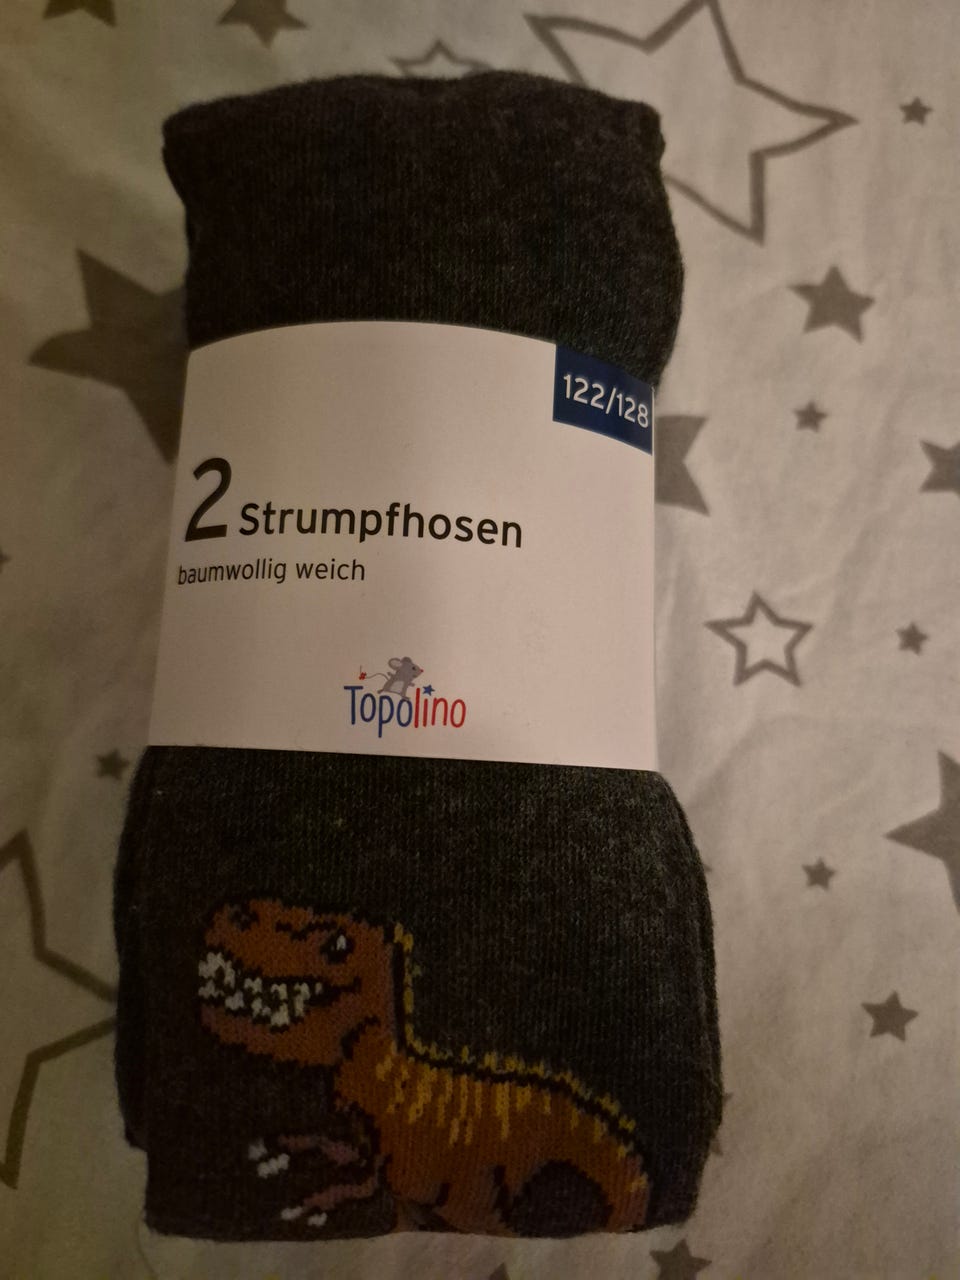 122/128
2 Strumpfhosen
baumwollig weich
Topolino